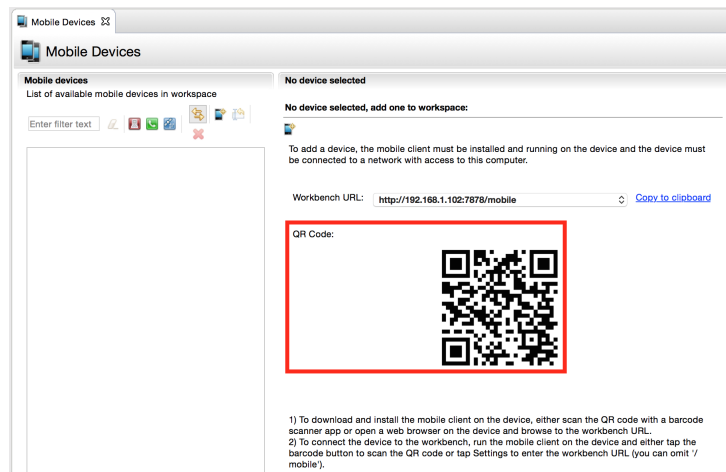 Mobile Devices
Mobile Devices
Mobile devices
List of available mobile devices in workspace
Enter filter text
No device selected
No device selected, add one to workspace:
To add a device, the mobile client must be installed and running on the device and the device must
be connected to a network with access to this computer.
Workbench URL: http://192.168.1.102:7878/mobile Copy to clipboard
QR Code:
1) To download and install the mobile client on the device, either scan the QR code with a barcode
scanner app or open a web browser on the device and browse to the workbench URL.
2) To connect the device to the workbench, run the mobile client on the device and either tap the
barcode button to scan the QR code or tap Settings to enter the workbench URL (you can omit '/
mobile').